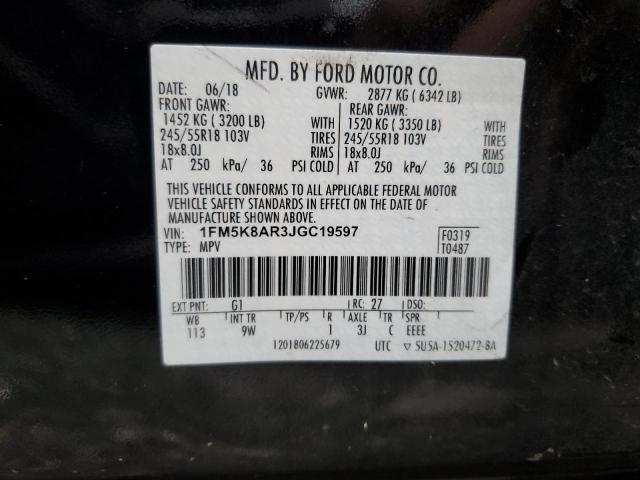 MFD. BY FORD MOTOR CO.
DATE: 06/18 GVWR: 2877 KG ( 6342 LB)
FRONT GAWR: REAR GAWR:
1452 KG ( 3200 LB) WITH 1520 KG ( 3350 LB) WITH
245/55R18 103V TIRES 245/55R18 103V TIRES
18x8.0J RIMS 18x8.0J RIMS
AT 250 kPa/ 36 PSI COLD AT 250 kPa/ 36 PSI COLD
THIS VEHICLE CONFORMS TO ALL APPLICABLE FEDERAL MOTOR
VEHICLE SAFETY STANDARDS IN EFFECT ON THE DATE OF
MANUFACTURE SHOWN ABOVE.
VIN: 1FM5K8AR3JGC19597 F0319
TYPE: MPV T0487
EXT PNT: G1 RC: 27 DSO:
WB INT TR TP/PS R AXLE TR SPR
113 9W 1 3J C EEEE
1201806225679 UTC ▽ 5U5A-1520472-BA